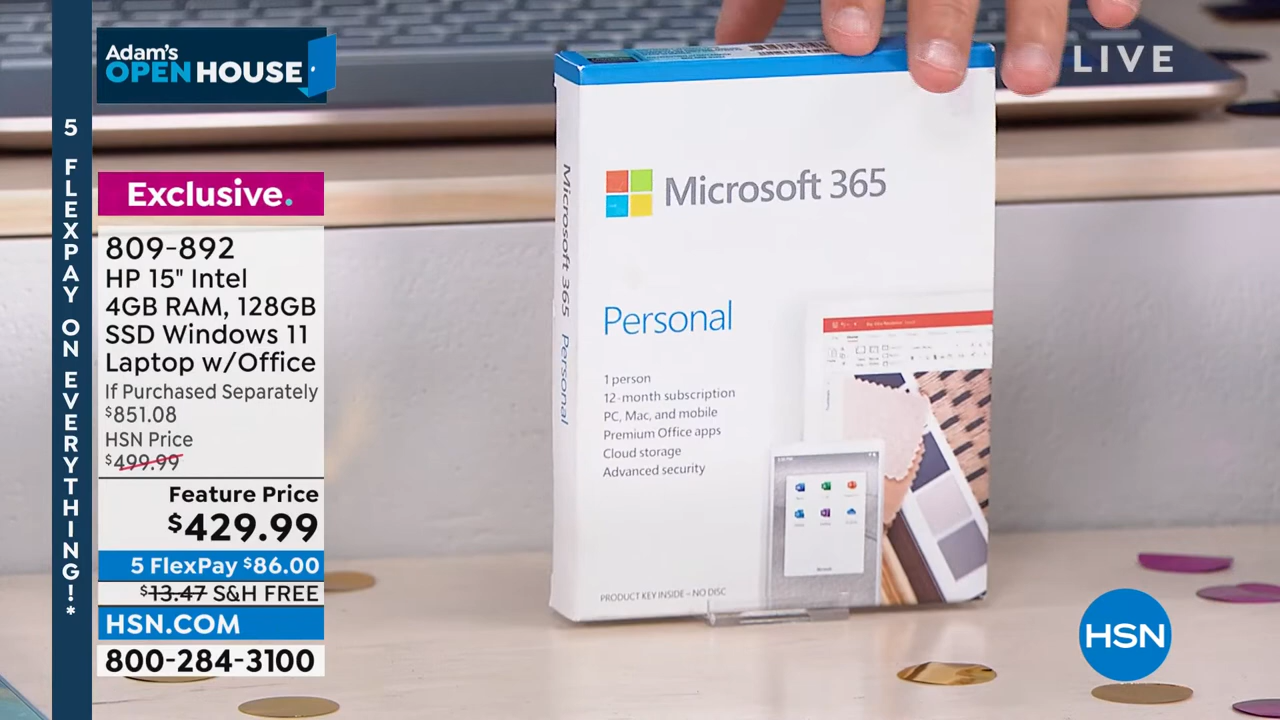 Adam's
OPEN HOUSE
LIVE
5 FLEXPAY ON EVERYTHING!*
Exclusive.
809-892
HP 15" Intel
4GB RAM, 128GB
SSD Windows 11
Laptop w/Office
If Purchased Separately
$851.08
HSN Price
$499.99
Feature Price
$429.99
5 FlexPay $86.00
$13.47 S&H FREE
HSN.COM
800-284-3100
Microsoft 365
Personal
1 person
12-month subscription
PC, Mac, and mobile
Premium Office apps
Cloud storage
Advanced security
PRODUCT KEY INSIDE – NO DISC
Microsoft 365 Personal
HSN